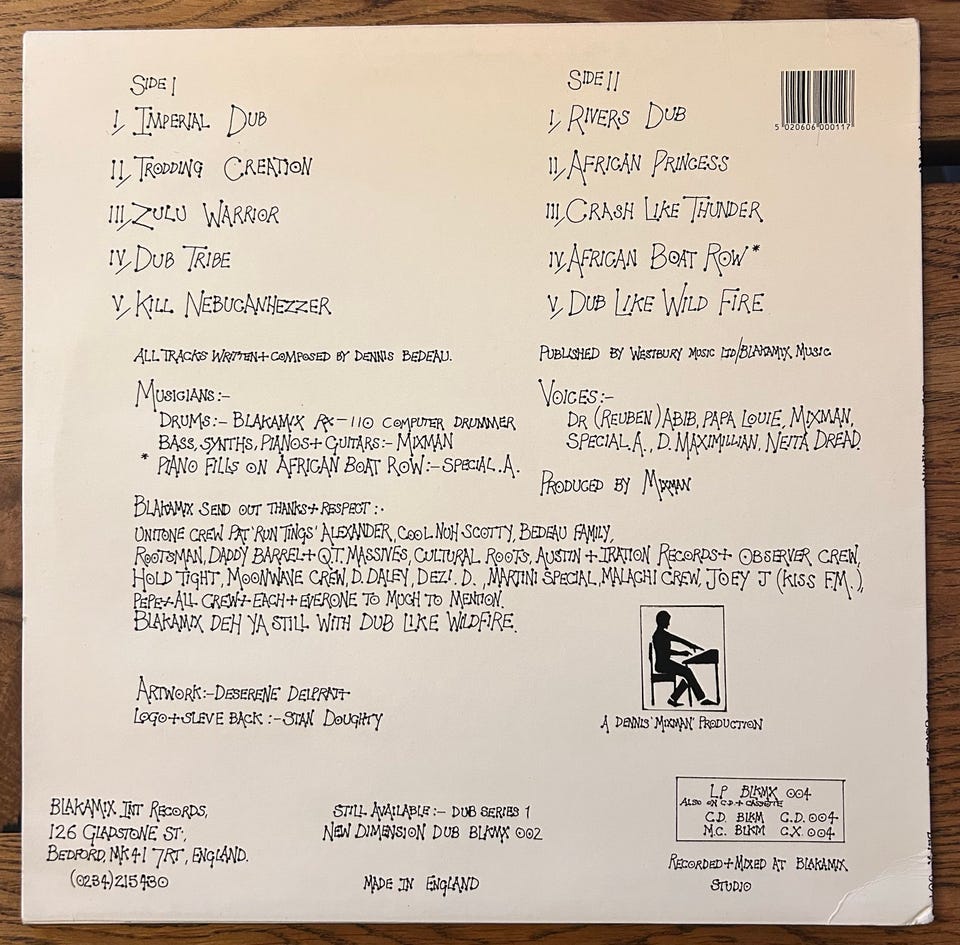 SIDE I
I/ IMPERIAL DUB
II/ TRODDING CREATION
III/ ZULU WARRIOR
IV/ DUB TRIBE
V/ KILL NEBUCANHEZZER
SIDE II
I/ RIVERS DUB
II/ AFRICAN PRINCESS
III/ CRASH LIKE THUNDER
IV/ AFRICAN BOAT ROW *
V/ DUB LIKE WILD FIRE
5 020606 000117
ALL TRACKS WRITTEN + COMPOSED BY DENNIS BEDEAU.
PUBLISHED BY WESTBURY MUSIC LTD/BLAKAMIX MUSIC
MUSICIANS:-
DRUMS:- BLAKAMIX RX-110 COMPUTER DRUMMER
BASS, SYNTHS, PIANOS + GUITARS:- MIXMAN
* PIANO FILLS ON AFRICAN BOAT ROW:- SPECIAL.A.
VOICES:-
DR (REUBEN) ABIB, PAPA LOUIE, MIXMAN,
SPECIAL.A., D. MAXIMILLIAN, NEITA DREAD.
PRODUCED BY MIXMAN
BLAKAMIX SEND OUT THANKS + RESPECT:-
UNITONE CREW PAT 'RUN TINGS' ALEXANDER, COOL NUH SCOTTY, BEDEAU FAMILY,
ROOTSMAN, DADDY BARREL + Q.T. MASSIVES, CULTURAL ROOTS, AUSTIN + IRATION RECORDS + OBSERVER CREW,
HOLD TIGHT, MOONWANE CREW, D. DALEY, DEZI. D., MARTINI SPECIAL, MALACHI CREW, JOEY J (KISS FM.),
PEPE + ALL CREW + EACH + EVERONE TO MUCH TO MENTION.
BLAKAMIX DEH YA STILL WITH DUB LIKE WILDFIRE.
A DENNIS 'MIXMAN' PRODUCTION
ARTWORK:- DESERENE DELPRATT
LOGO + SLEVE BACK:- STAN DOUGHTY
BLAKAMIX INT RECORDS,
126 GLADSTONE ST.,
BEDFORD, MK41 7RT, ENGLAND.
(0234) 215430
STILL AVAILABLE:- DUB SERIES 1
NEW DIMENSION DUB BLKMX 002
MADE IN ENGLAND
LP BLKMX 004
ALSO ON C.D. + CASSETTE
C.D. BLKM C.D. 004
M.C. BLKM C.X. 004
RECORDED + MIXED AT BLAKAMIX
STUDIO